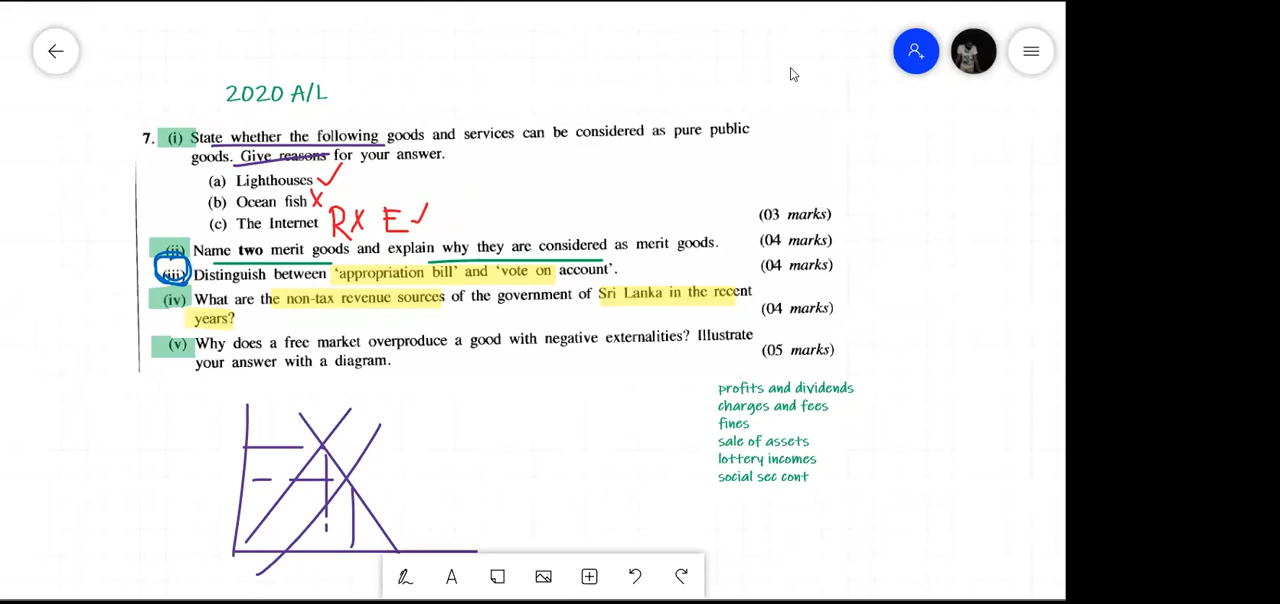 2020 A/L
7. (i) State whether the following goods and services can be considered as pure public
goods. Give reasons for your answer.
(a) Lighthouses
(b) Ocean fish
(c) The Internet R E
(03 marks)
(ii) Name two merit goods and explain why they are considered as merit goods. (04 marks)
(iii) Distinguish between 'appropriation bill' and 'vote on account'. (04 marks)
(iv) What are the non-tax revenue sources of the government of Sri Lanka in the recent
years? (04 marks)
(v) Why does a free market overproduce a good with negative externalities? Illustrate
your answer with a diagram. (05 marks)
profits and dividends
charges and fees
fines
sale of assets
lottery incomes
social sec cont
A